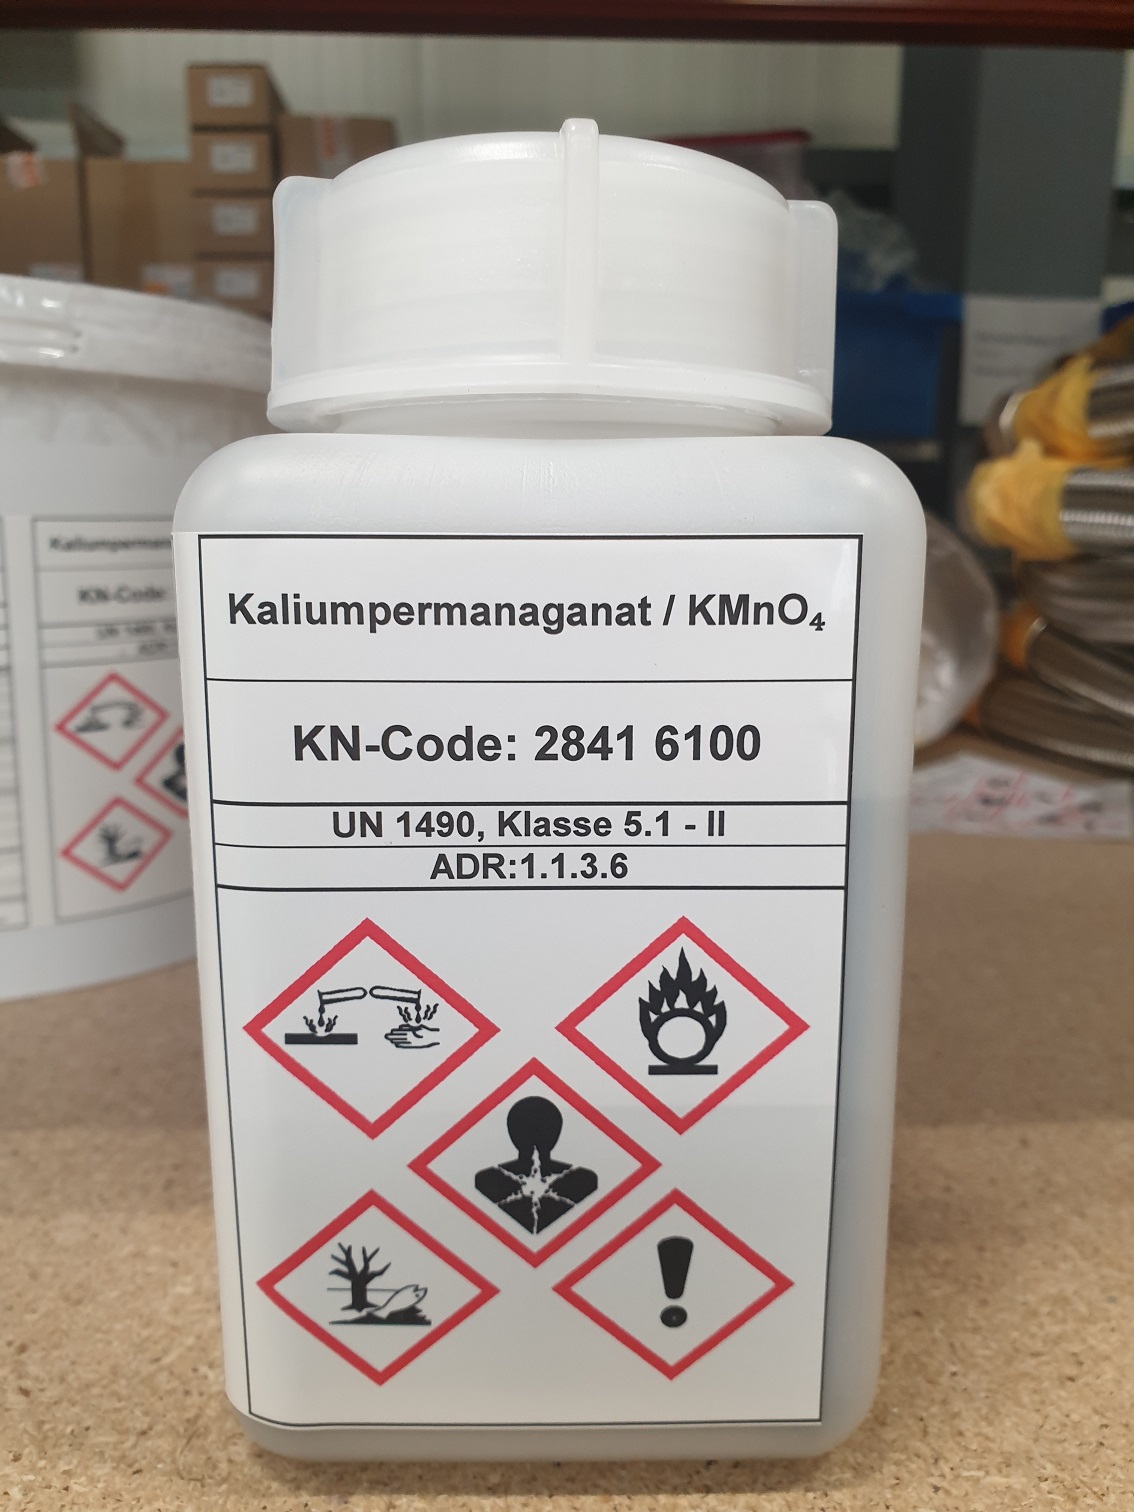 Kaliumpermanaganat / KMnO₄
KN-Code: 2841 6100
UN 1490, Klasse 5.1 - II
ADR:1.1.3.6
Kaliumperman
KN-Code: